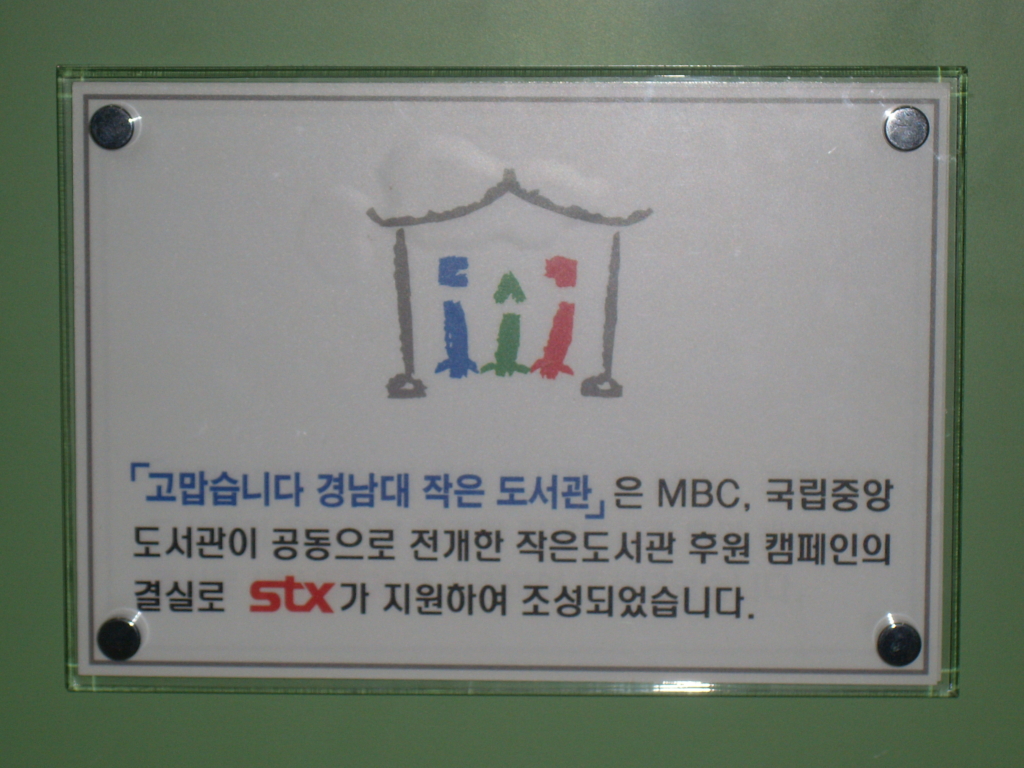 「고맙습니다 경남대 작은 도서관」은 MBC, 국립중앙
도서관이 공동으로 전개한 작은도서관 후원 캠페인의
결실로 stx가 지원하여 조성되었습니다.